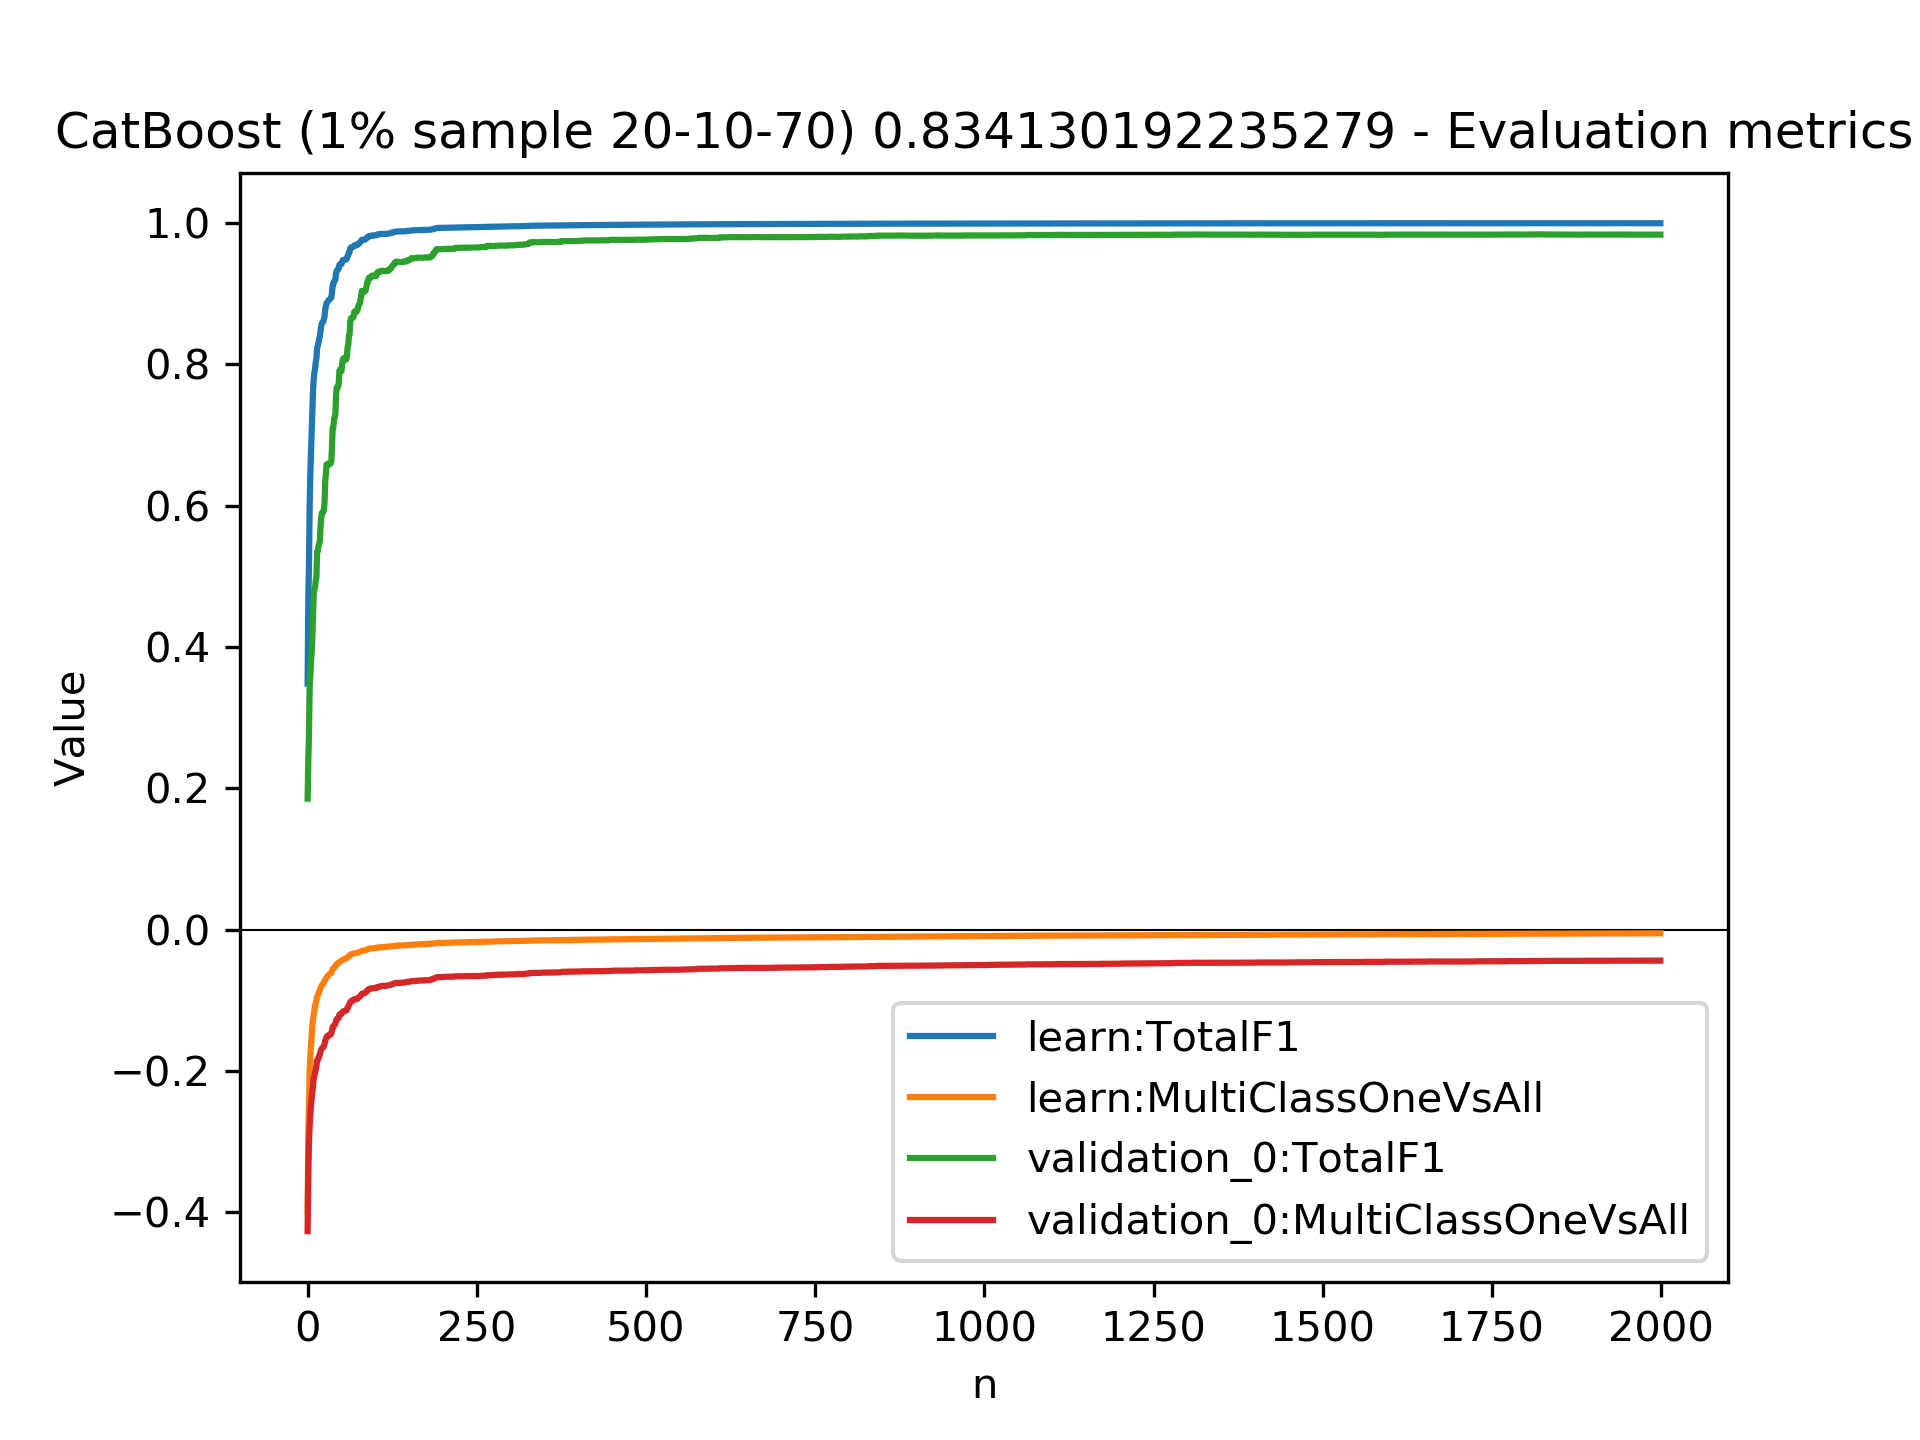 CatBoost (1% sample 20-10-70) 0.834130192235279 - Evaluation metrics
1.0
0.8
0.6
0.4
0.2
0.0
−0.2
−0.4
Value
learn:TotalF1
learn:MultiClassOneVsAll
validation_0:TotalF1
validation_0:MultiClassOneVsAll
0 250 500 750 1000 1250 1500 1750 2000
n